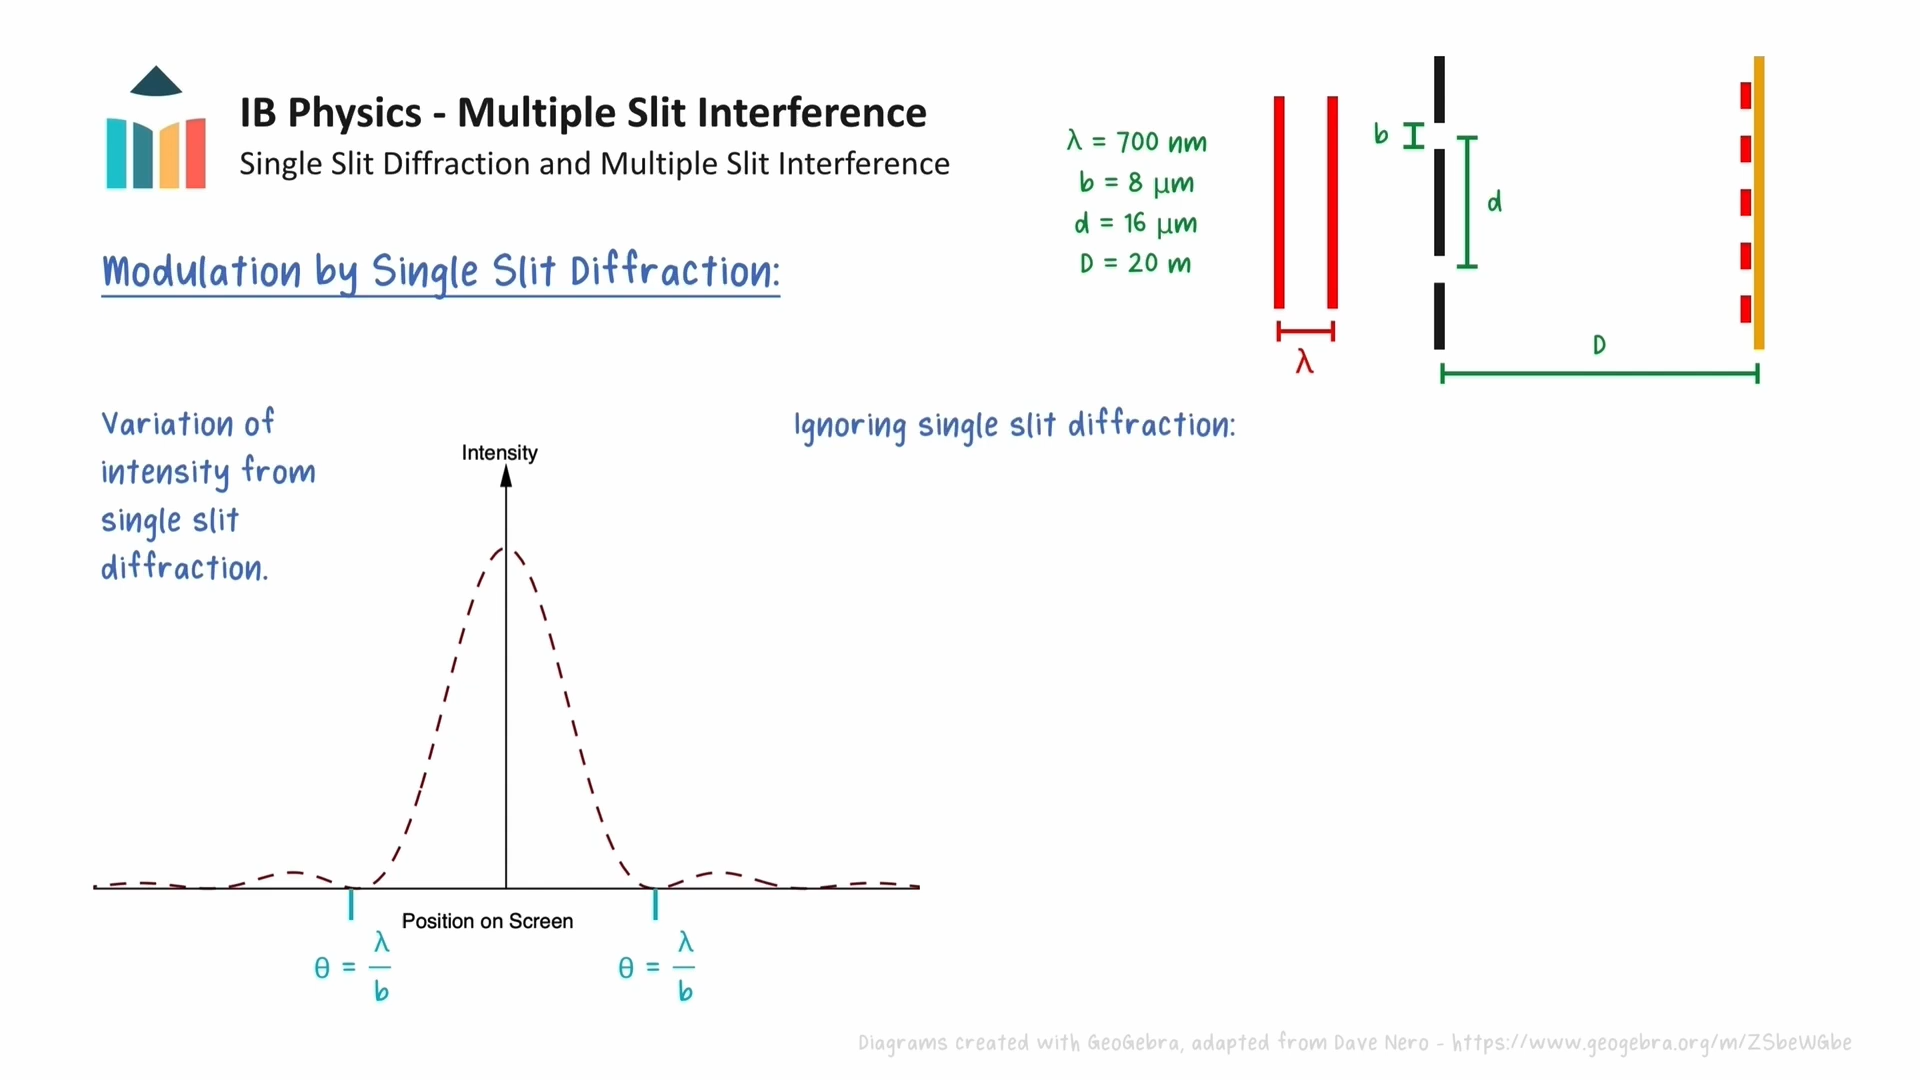 IB Physics - Multiple Slit Interference
Single Slit Diffraction and Multiple Slit Interference
λ = 700 nm
b = 8 μm
d = 16 μm
D = 20 m
b
d
λ
D
Modulation by Single Slit Diffraction:
Variation of
intensity from
single slit
diffraction.
Intensity
Position on Screen
θ = λ/b
θ = λ/b
Ignoring single slit diffraction:
Diagrams created with GeoGebra, adapted from Dave Nero - https://www.geogebra.org/m/ZSbeWGbe